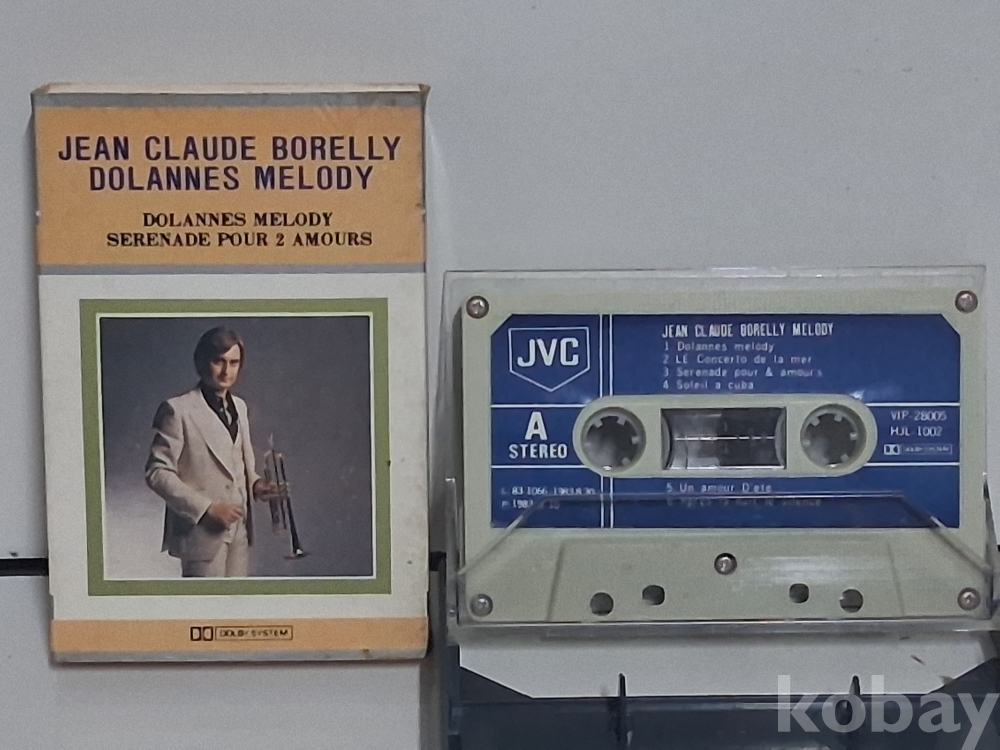 JEAN CLAUDE BORELLY
DOLANNES MELODY
DOLANNES MELODY
SERENADE POUR 2 AMOURS
DOLBY SYSTEM
JVC
JEAN CLAUDE BORELLY MELODY
1 Dolannes melody
2 LE Concerto de la mer
3 Serenade pour & amours
4 Soleil a cuba
A
STEREO
VIP-28005
HJL-1002
DOLBY SYSTEM
5 Un amour D'ete
kobay